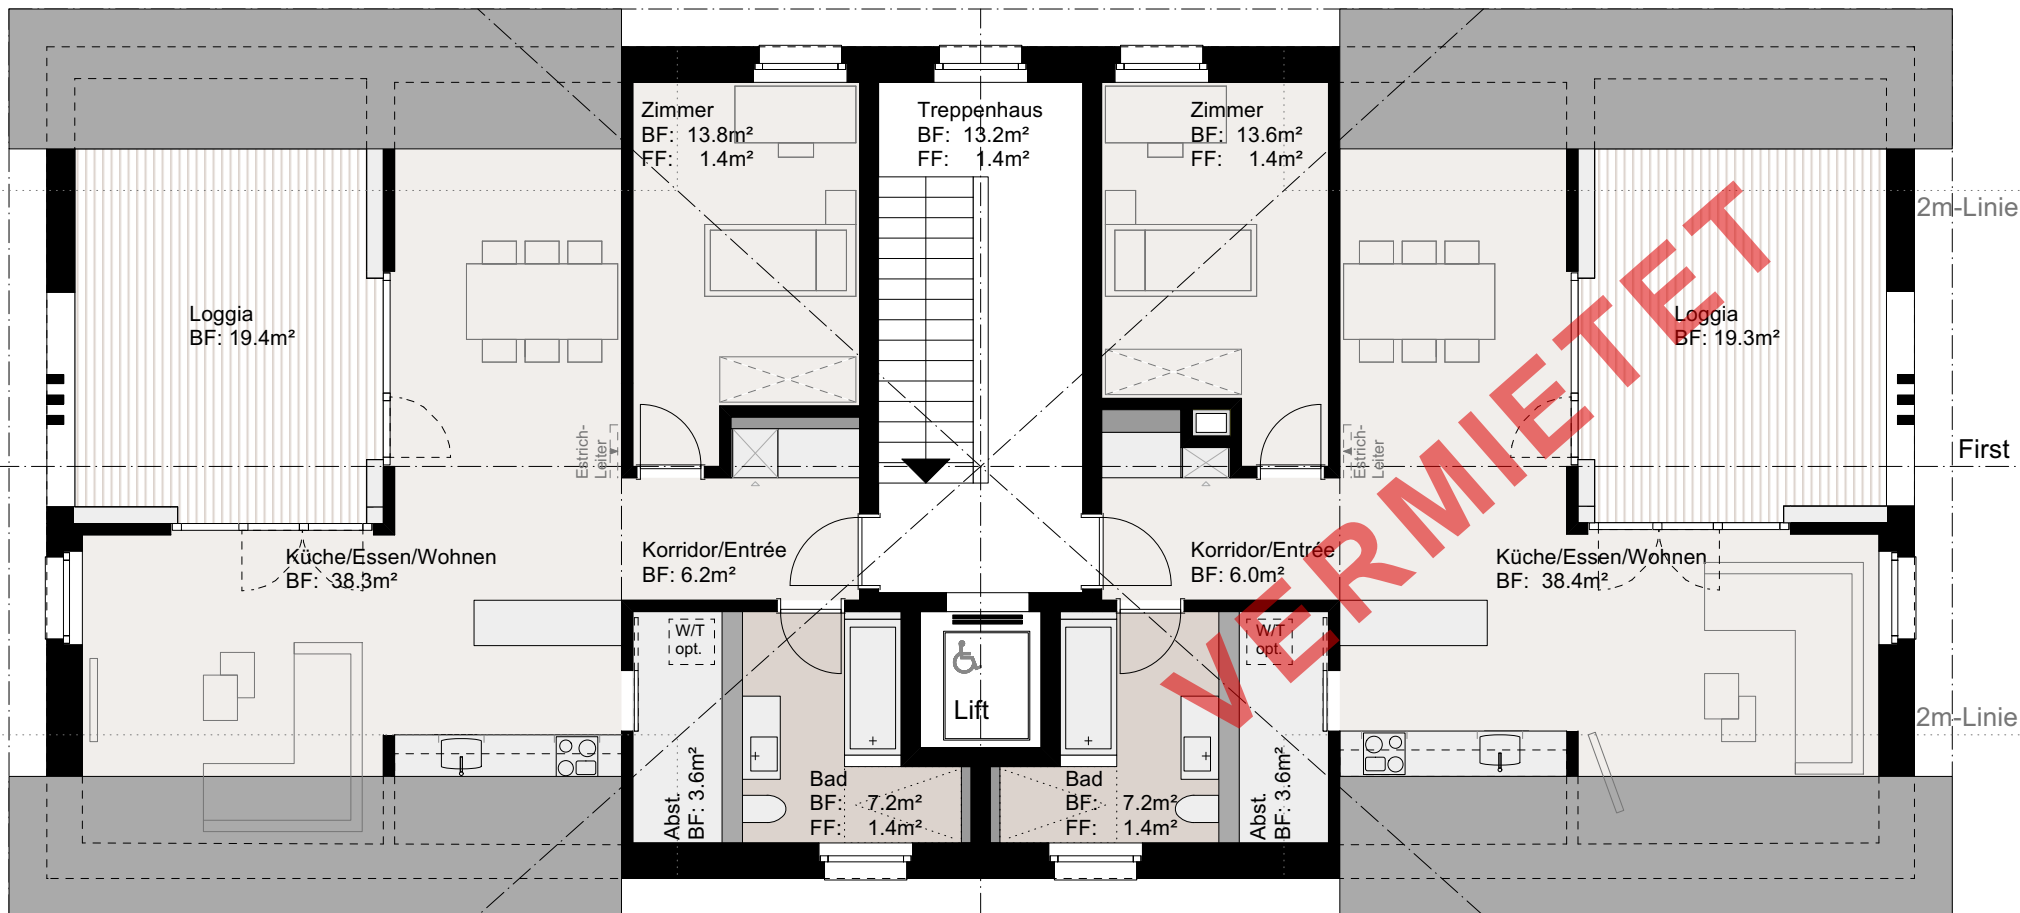 Zimmer
BF: 13.8m²
FF: 1.4m²
Treppenhaus
BF: 13.2m²
FF: 1.4m²
Zimmer
BF: 13.6m²
FF: 1.4m²
2m-Linie
Loggia
BF: 19.4m²
Loggia
BF: 19.3m²
VERMIETET
Estrich-
Leiter
Estrich-
Leiter
First
Küche/Essen/Wohnen
BF: 38.3m²
Korridor/Entrée
BF: 6.2m²
Korridor/Entrée
BF: 6.0m²
Küche/Essen/Wohnen
BF: 38.4m²
W/T
opt.
W/T
opt.
Lift
2m-Linie
Abst.
BF: 3.6m²
Bad
BF: 7.2m²
FF: 1.4m²
Bad
BF: 7.2m²
FF: 1.4m²
Abst.
BF: 3.6m²